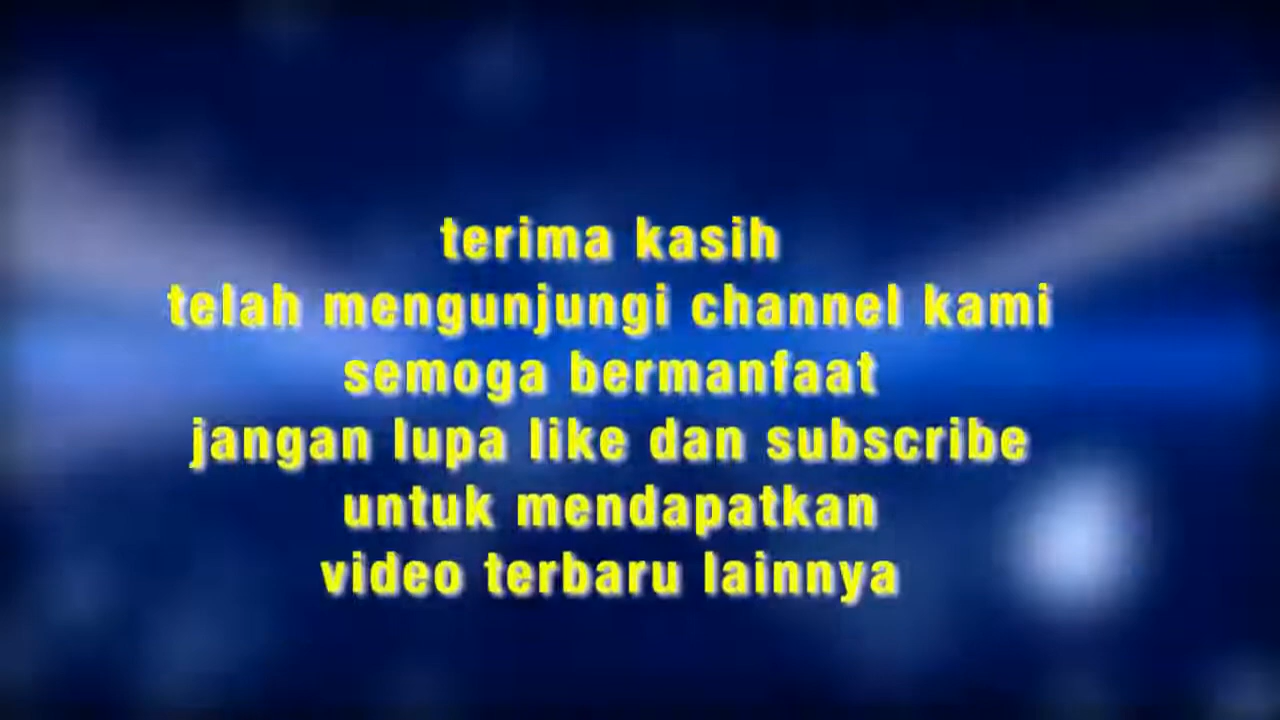 terima kasih
telah mengunjungi channel kami
semoga bermanfaat
jangan lupa like dan subscribe
untuk mendapatkan
video terbaru lainnya